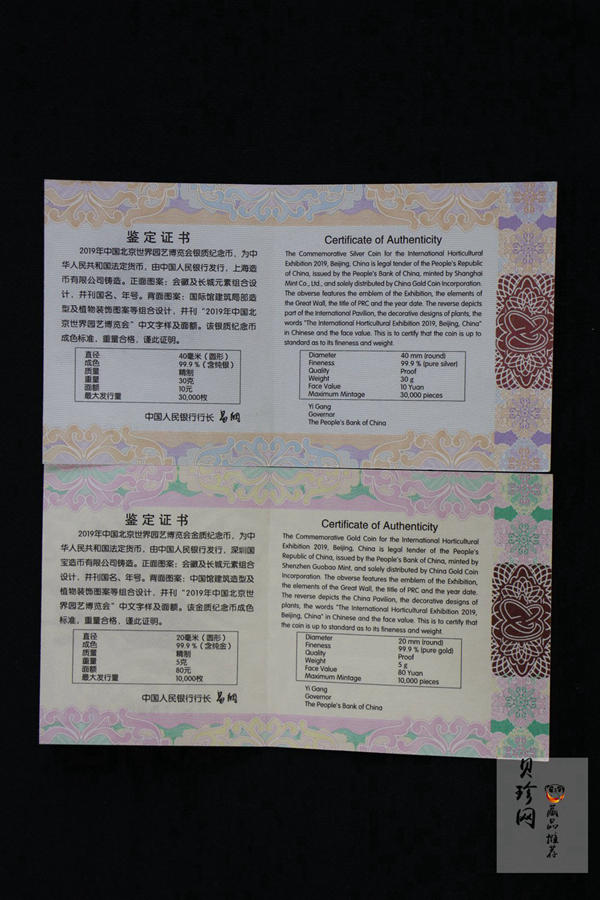 鉴定证书
2019年中国北京世界园艺博览会银质纪念币，为中
华人民共和国法定货币，由中国人民银行发行，上海造
币有限公司铸造。正面图案：会徽及长城元素组合设
计，并刊国名、年号。背面图案：国际馆建筑局部造
型及植物装饰图案等组合设计，并刊“2019年中国北
京世界园艺博览会”中文字样及面额。该银质纪念币
成色标准，重量合格，谨此证明。
直径 40毫米（圆形）
成色 99.9%（含纯银）
质量 精制
重量 30克
面额 10元
最大发行量 30,000枚
中国人民银行行长 易纲
Certificate of Authenticity
The Commemorative Silver Coin for the International Horticultural
Exhibition 2019, Beijing, China is legal tender of the People's Republic
of China, issued by the People's Bank of China, minted by Shanghai
Mint Co., Ltd., and solely distributed by China Gold Coin Incorporation.
The obverse features the emblem of the Exhibition, the elements of
the Great Wall, the title of PRC and the year date. The reverse depicts
part of the International Pavilion, the decorative designs of plants, the
words "The International Horticultural Exhibition 2019, Beijing, China"
in Chinese and the face value. This is to certify that the coin is up to
standard as to its fineness and weight.
Diameter 40 mm (round)
Fineness 99.9 % (pure silver)
Quality Proof
Weight 30 g
Face Value 10 Yuan
Maximum Mintage 30,000 pieces
Yi Gang
Governor
The People's Bank of China
鉴定证书
2019年中国北京世界园艺博览会金质纪念币，为中
华人民共和国法定货币，由中国人民银行发行，深圳国
宝造币有限公司铸造。正面图案：会徽及长城元素组合
设计，并刊国名、年号。背面图案：中国馆建筑造型及
植物装饰图案等组合设计，并刊“2019年中国北京世
界园艺博览会”中文字样及面额。该金质纪念币成色
标准，重量合格，谨此证明。
直径 20毫米（圆形）
成色 99.9%（含纯金）
质量 精制
重量 5克
面额 80元
最大发行量 10,000枚
中国人民银行行长 易纲
Certificate of Authenticity
The Commemorative Gold Coin for the International Horticultural
Exhibition 2019, Beijing, China is legal tender of the People's
Republic of China, issued by the People's Bank of China, minted by
Shenzhen Guobao Mint, and solely distributed by China Gold Coin
Incorporation. The obverse features the emblem of the Exhibition,
the elements of the Great Wall, the title of PRC and the year date.
The reverse depicts the China Pavilion, the decorative designs of
plants, the words "The International Horticultural Exhibition 2019,
Beijing, China" in Chinese and the face value. This is to certify that
the coin is up to standard as to its fineness and weight.
Diameter 20 mm (round)
Fineness 99.9 % (pure gold)
Quality Proof
Weight 5 g
Face Value 80 Yuan
Maximum Mintage 10,000 pieces
Yi Gang
Governor
The People's Bank of China
贝珍网
藏品推荐